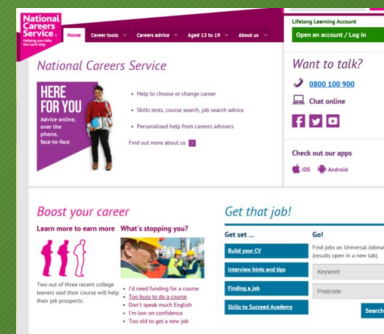 National
Careers
Service
Helping you take
the next step
Home
Career tools
Careers advice
Aged 13 to 19
About us
Lifelong Learning Account
Open an account / Log in
National Careers Service
HERE
FOR YOU
Advice online,
over the
phone,
face-to-face
• Help to choose or change career
• Skills tests, course search, job search advice
• Personalised help from careers advisers
Find out more about us
Want to talk?
0800 100 900
Chat online
Check out our apps
iOS
Android
Boost your career
Learn more to earn more
Two out of three recent college
leavers said their course will help
their job prospects.
What's stopping you?
• I'd need funding for a course
• Too busy to do a course
• Don't speak much English
• I'm low on confidence
• Too old to get a new job
Get that job!
Get set ...
Build your CV
Interview hints and tips
Finding a job
Skills to Succeed Academy
Go!
Find jobs on Universal Jobma
(results open in a new tab).
Keyword
Postcode
Search